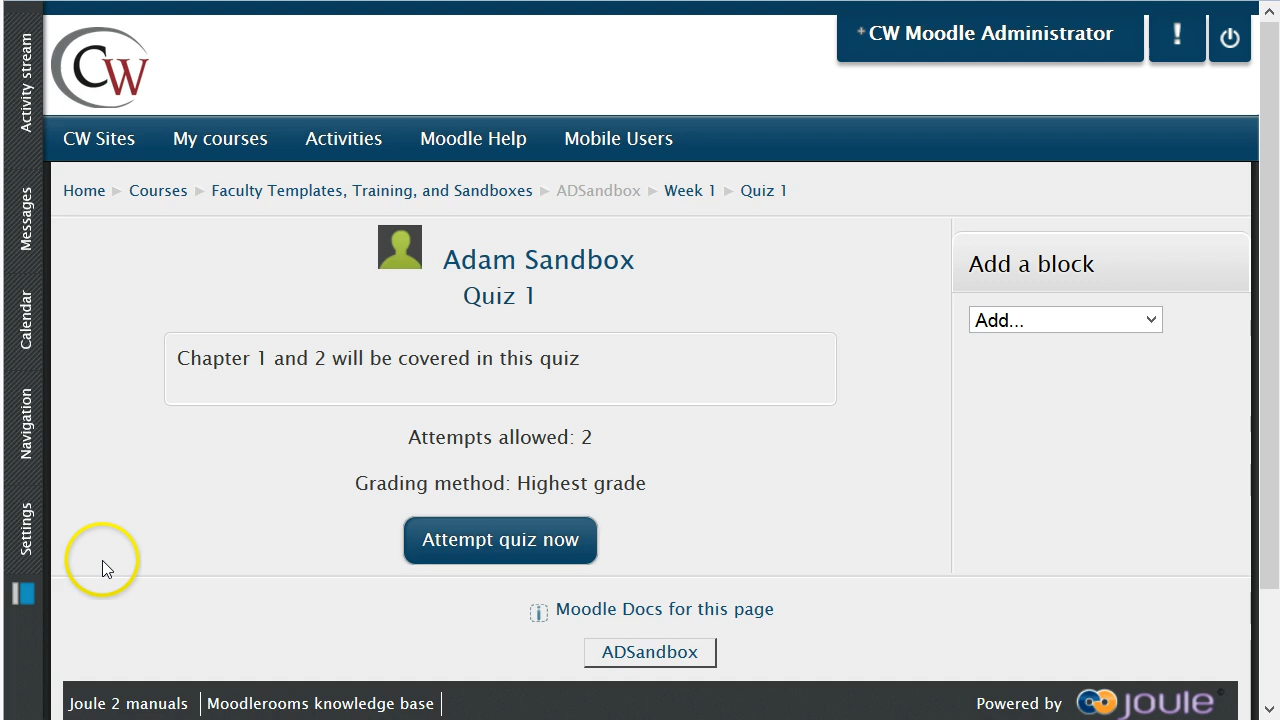 CW
CW Moodle Administrator
!
CW Sites
My courses
Activities
Moodle Help
Mobile Users
Home
Courses
Faculty Templates, Training, and Sandboxes
ADSandbox
Week 1
Quiz 1
Activity stream
Messages
Calendar
Navigation
Settings
Adam Sandbox
Quiz 1
Chapter 1 and 2 will be covered in this quiz
Attempts allowed: 2
Grading method: Highest grade
Attempt quiz now
Add a block
Add...
Moodle Docs for this page
ADSandbox
Joule 2 manuals
Moodlerooms knowledge base
Powered by joule